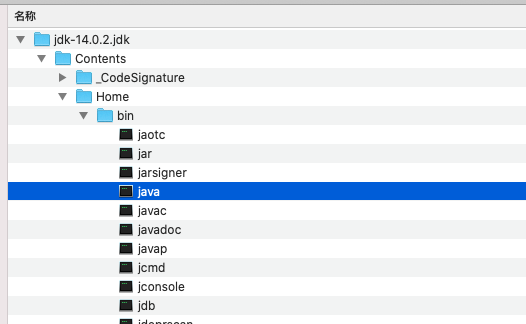 名称
jdk-14.0.2.jdk
Contents
_CodeSignature
Home
bin
jaotc
jar
jarsigner
java
javac
javadoc
javap
jcmd
jconsole
jdb